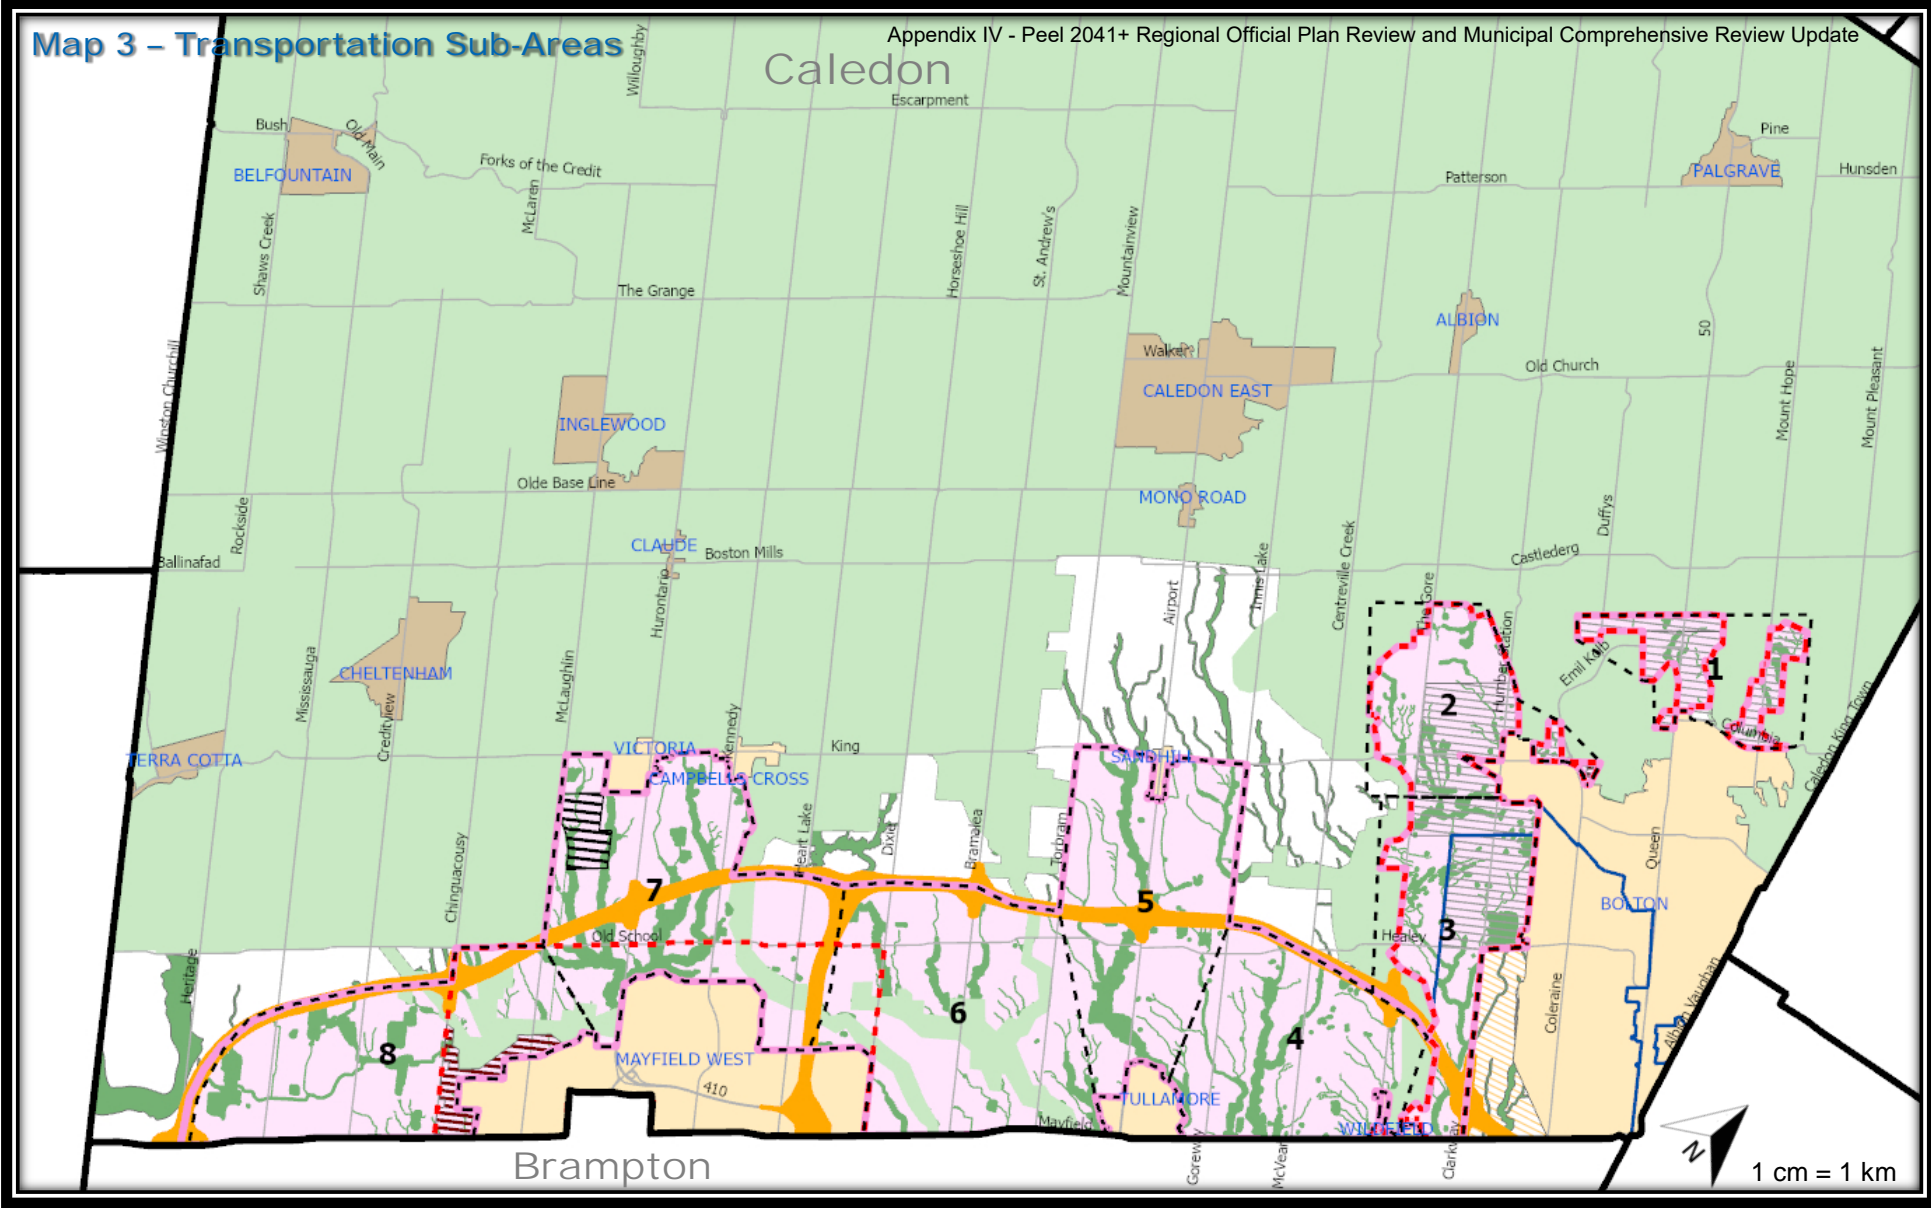 Map 3 – Transportation Sub-Areas
Appendix IV - Peel 2041+ Regional Official Plan Review and Municipal Comprehensive Review Update
Caledon
Willoughby
Escarpment
Bush
Old Main
BELFOUNTAIN
Forks of the Credit
McLaren
Shaws Creek
Pine
PALGRAVE
Hunsden
Patterson
Horseshoe Hill
St. Andrew's
Mountainview
The Grange
ALBION
50
Winston Churchill
Walker
CALEDON EAST
Old Church
Mount Hope
Mount Pleasant
INGLEWOOD
Olde Base Line
MONO ROAD
Rockside
Ballinafad
CLAUDE
Boston Mills
Hurontario
Airport
Innis Lake
Centreville Creek
The Gore
Castlederg
Duffys
Humber Station
Emil Kolb
1
2
Columbia
Caledon King Town
CHELTENHAM
Mississauga
Creditview
McLaughlin
Kennedy
TERRA COTTA
VICTORIA
CAMPBELLS CROSS
King
SANDHILL
Chinguacousy
Heart Lake
Dixie
Bramalea
Torbram
Queen
BOLTON
7
5
3
Old School
Healey
Heritage
Coleraine
Albion Vaughan
8
6
4
MAYFIELD WEST
410
TULLAMORE
Mayfield
WILDFIELD
Goreway
McVean
Clarkway
Brampton
N
1 cm = 1 km